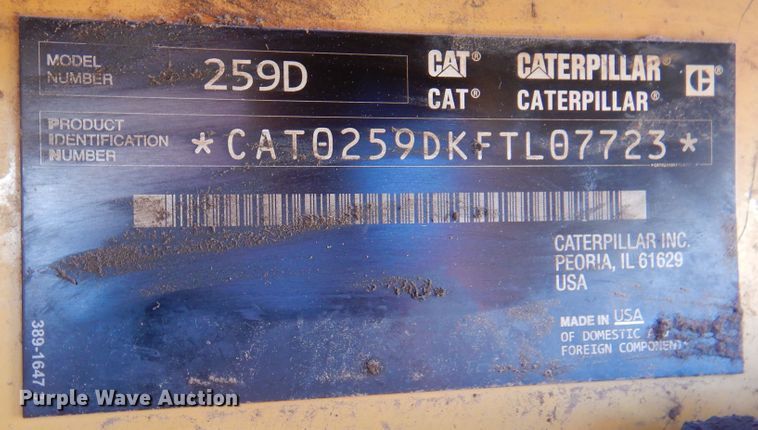 MODEL
NUMBER
259D
CAT® CATERPILLAR® C
CAT® CATERPILLAR®
PRODUCT
IDENTIFICATION
NUMBER
*CAT0259DKFTL07723*
CATERPILLAR INC.
PEORIA, IL 61629
USA
MADE IN USA
OF DOMESTIC
FOREIGN COMPONENTS
389-1647
Purple Wave Auction